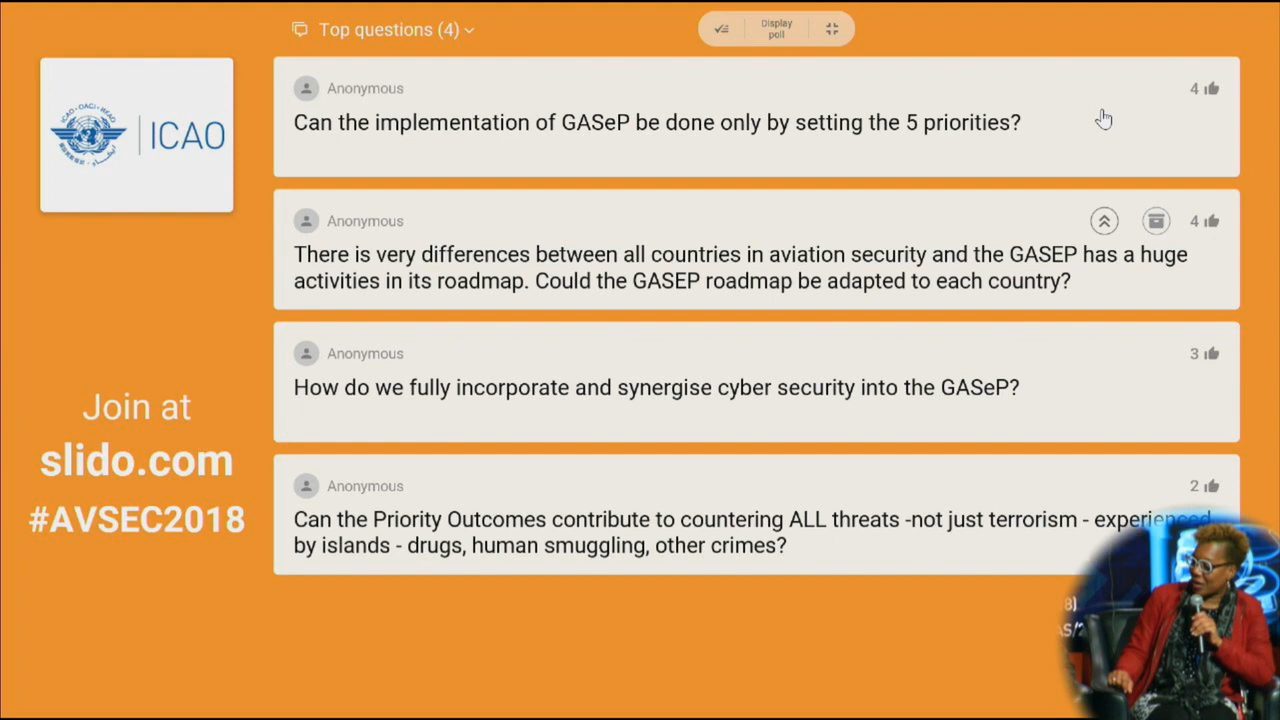 Top questions (4)
Display
poll
ICAO
Anonymous
4
Can the implementation of GASeP be done only by setting the 5 priorities?
Anonymous
4
There is very differences between all countries in aviation security and the GASEP has a huge
activities in its roadmap. Could the GASEP roadmap be adapted to each country?
Anonymous
3
How do we fully incorporate and synergise cyber security into the GASeP?
Anonymous
2
Can the Priority Outcomes contribute to countering ALL threats -not just terrorism - experienced
by islands - drugs, human smuggling, other crimes?
Join at
slido.com
#AVSEC2018